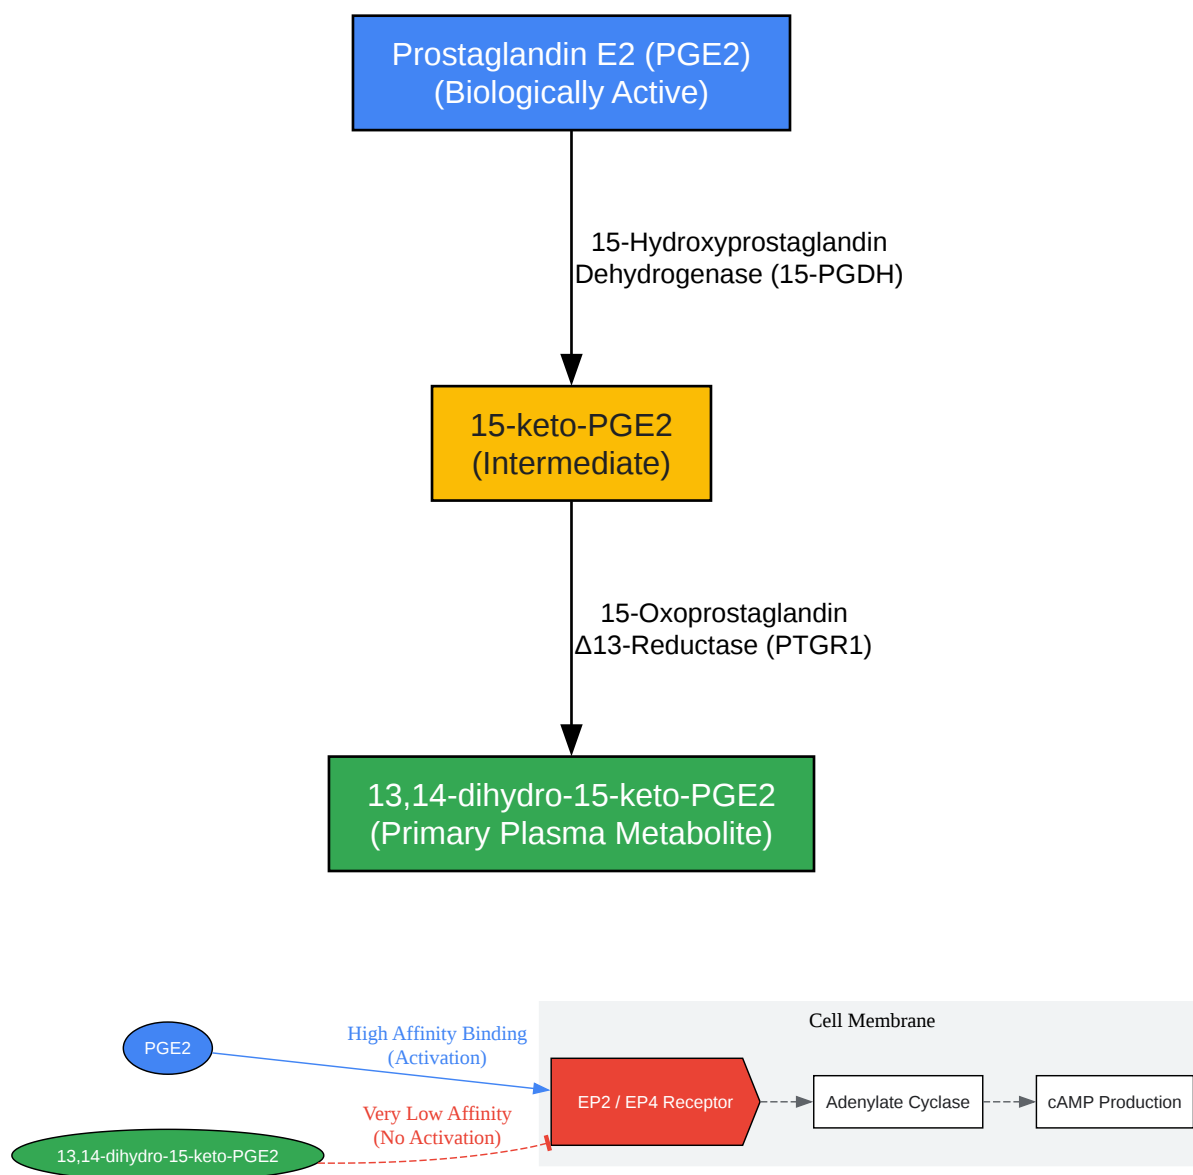 Prostaglandin E2 (PGE2)
(Biologically Active)
15-Hydroxyprostaglandin
Dehydrogenase (15-PGDH)
15-keto-PGE2
(Intermediate)
15-Oxoprostaglandin
Δ13-Reductase (PTGR1)
13,14-dihydro-15-keto-PGE2
(Primary Plasma Metabolite)
Cell Membrane
PGE2
High Affinity Binding
(Activation)
EP2 / EP4 Receptor
Adenylate Cyclase
cAMP Production
Very Low Affinity
(No Activation)
13,14-dihydro-15-keto-PGE2